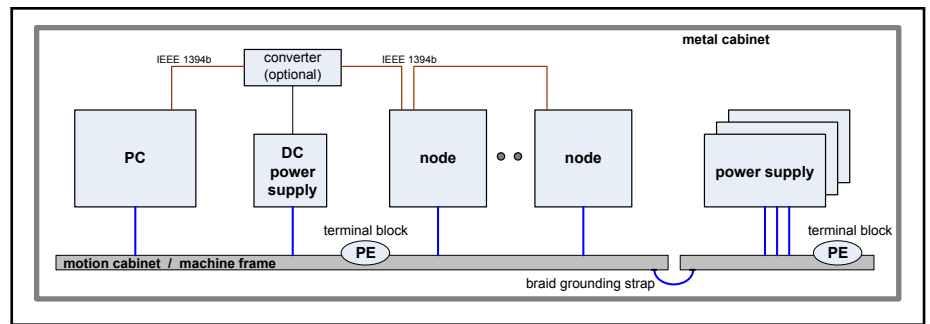 metal cabinet
IEEE 1394b
converter
(optional)
IEEE 1394b
PC
DC
power
supply
node
node
power supply
terminal block
PE
terminal block
PE
motion cabinet / machine frame
braid grounding strap